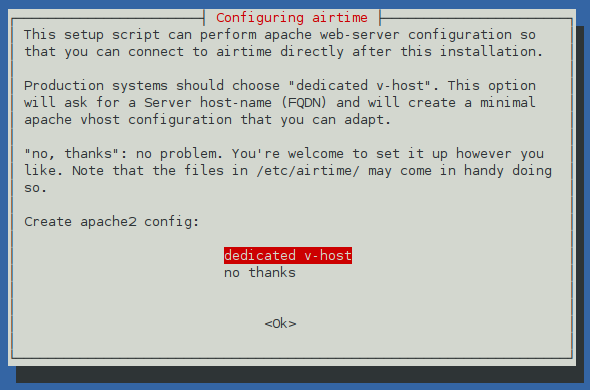 Configuring airtime
This setup script can perform apache web-server configuration so
that you can connect to airtime directly after this installation.
Production systems should choose "dedicated v-host". This option
will ask for a Server host-name (FQDN) and will create a minimal
apache vhost configuration that you can adapt.
"no, thanks": no problem. You're welcome to set it up however you
like. Note that the files in /etc/airtime/ may come in handy doing
so.
Create apache2 config:
dedicated v-host
no thanks
<Ok>